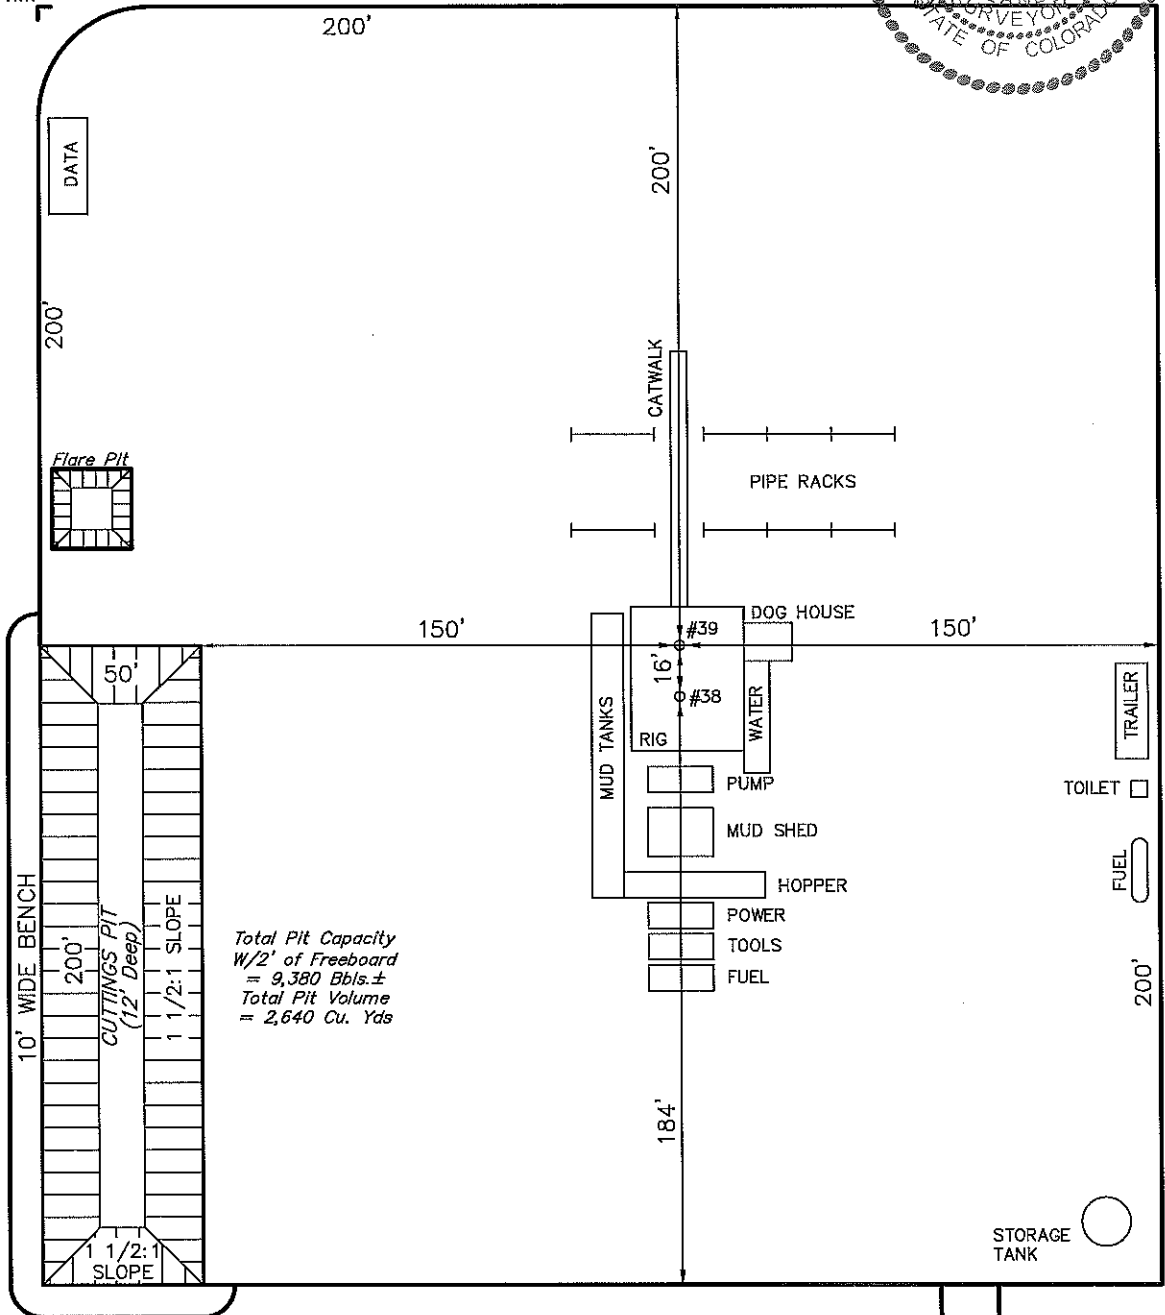 200'
SURVEYOR
STATE OF COLORADO
DATA
200'
200'
CATWALK
Flare Pit
PIPE RACKS
DOG HOUSE
150'
#39
150'
50'
16'
#38
TRAILER
MUD TANKS
RIG
WATER
PUMP
TOILET
MUD SHED
FUEL
HOPPER
10' WIDE BENCH
200'
CUTTINGS PIT
(12' Deep)
1 1/2:1 SLOPE
POWER
TOOLS
FUEL
Total Pit Capacity
W/2' of Freeboard
= 9,380 Bbls.±
Total Pit Volume
= 2,640 Cu. Yds
200'
184'
STORAGE
TANK
1 1/2:1
SLOPE